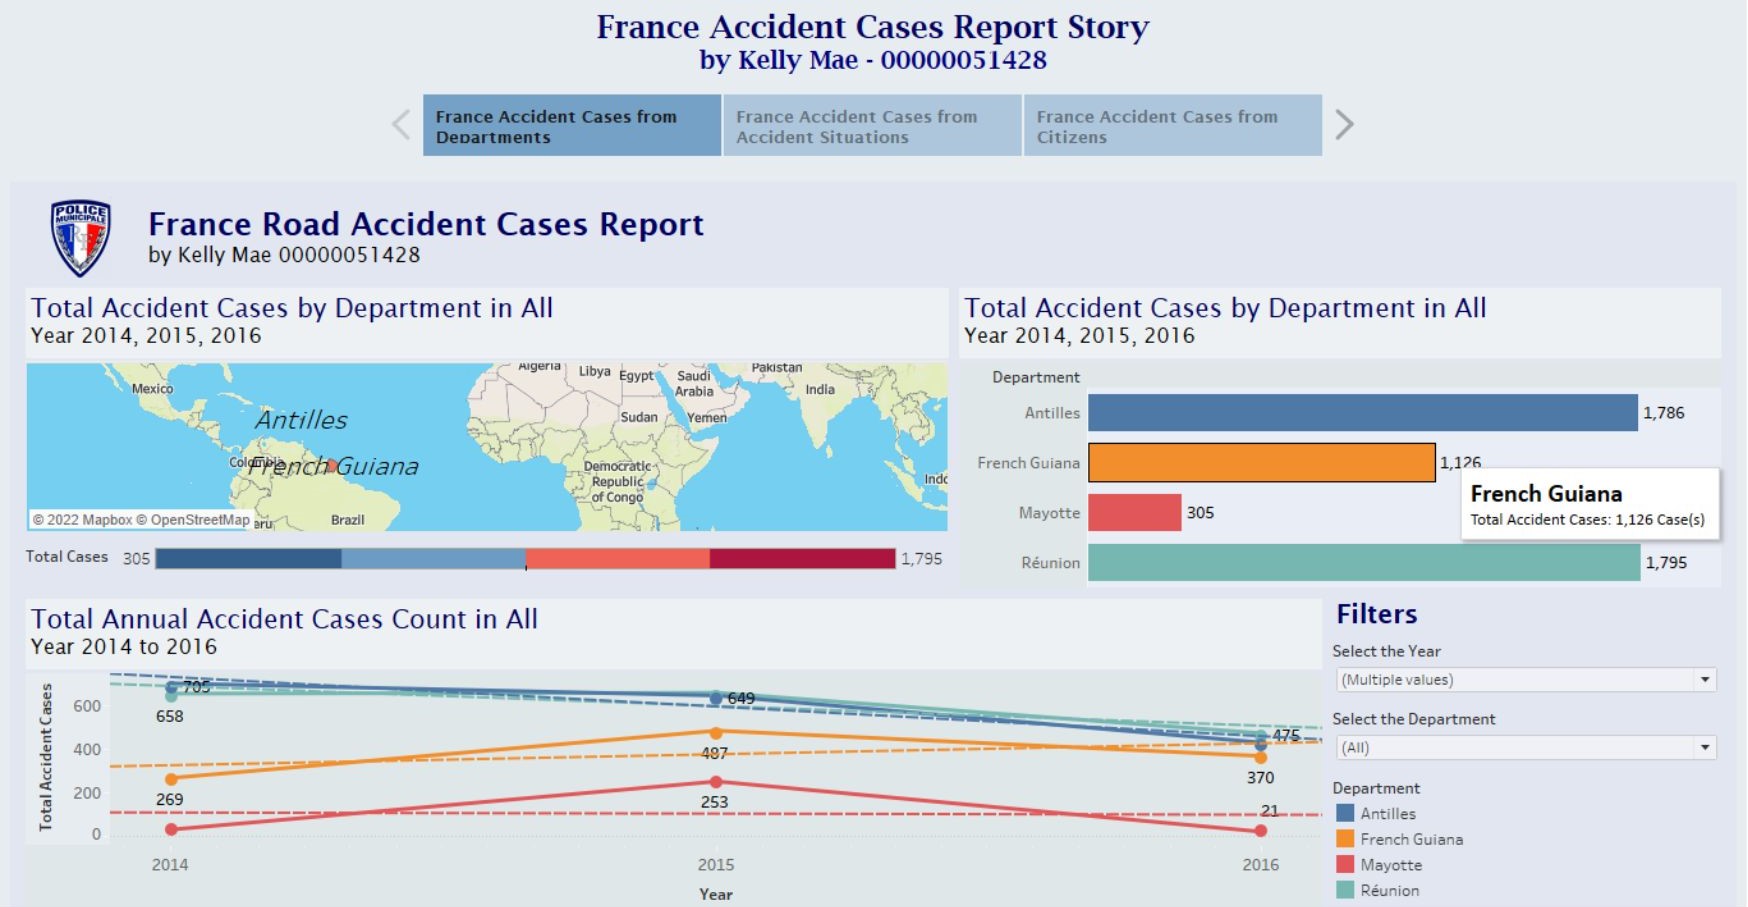 France Accident Cases Report Story
by Kelly Mae - 00000051428
France Accident Cases from
Departments
France Accident Cases from
Accident Situations
France Accident Cases from
Citizens
POLICE
MUNICIPALE
France Road Accident Cases Report
by Kelly Mae 00000051428
Total Accident Cases by Department in All
Year 2014, 2015, 2016
Mexico
Algeria
Libya
Egypt
Saudi
Arabia
Pakistan
India
Antilles
Sudan
Yemen
Colombia
French Guiana
Democratic
Republic
of Congo
Indo
© 2022 Mapbox © OpenStreetMap
eru
Brazil
Total Cases
305
1,795
Total Accident Cases by Department in All
Year 2014, 2015, 2016
Department
Antilles
1,786
French Guiana
1,126
Mayotte
305
Réunion
1,795
French Guiana
Total Accident Cases: 1,126 Case(s)
Total Annual Accident Cases Count in All
Year 2014 to 2016
Total Accident Cases
600
400
200
0
705
658
269
649
487
253
475
370
21
2014
2015
2016
Year
Filters
Select the Year
(Multiple values)
Select the Department
(All)
Department
Antilles
French Guiana
Mayotte
Réunion